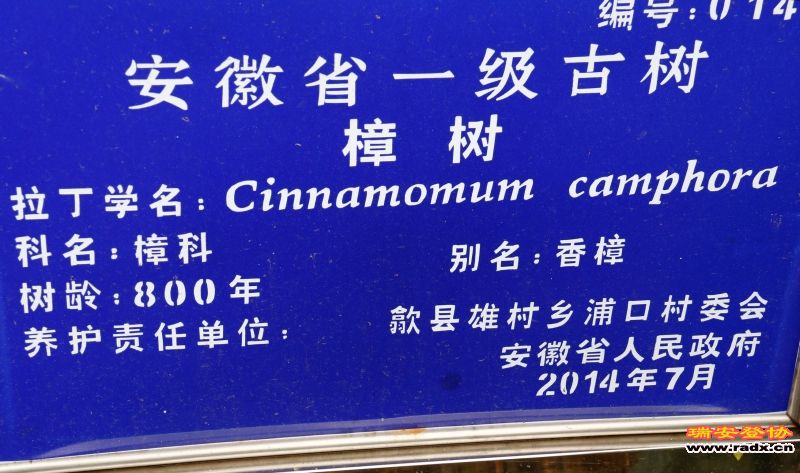 编号:014
安徽省一级古树
樟树
拉丁学名:Cinnamomum camphora
科名:樟科 别名:香樟
树龄:800年
养护责任单位: 歙县雄村乡浦口村委会
安徽省人民政府
2014年7月
瑞安登协
www.radx.cn